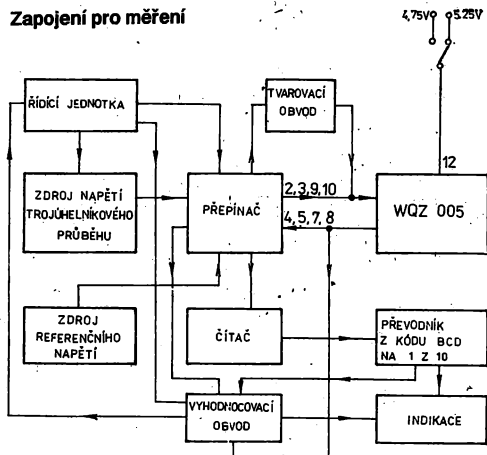 Zapojení pro měření
4,75V 5.25V
ŘÍDÍCÍ JEDNOTKA
TVAROVACÍ
OBVOD
12
ZDROJ NAPĚTÍ
TROJÚHELNÍKOVÉHO
PRŮBĚHU
PŘEPÍNAČ
2,3,9,10
4,5,7,8
WQZ 005
ZDROJ
REFERENČNÍHO
NAPĚTÍ
ČÍTAČ
PŘEVODNÍK
Z KÓDU BCD
NA 1 Z 10
VYHODNOCOVACÍ
OBVOD
INDIKACE